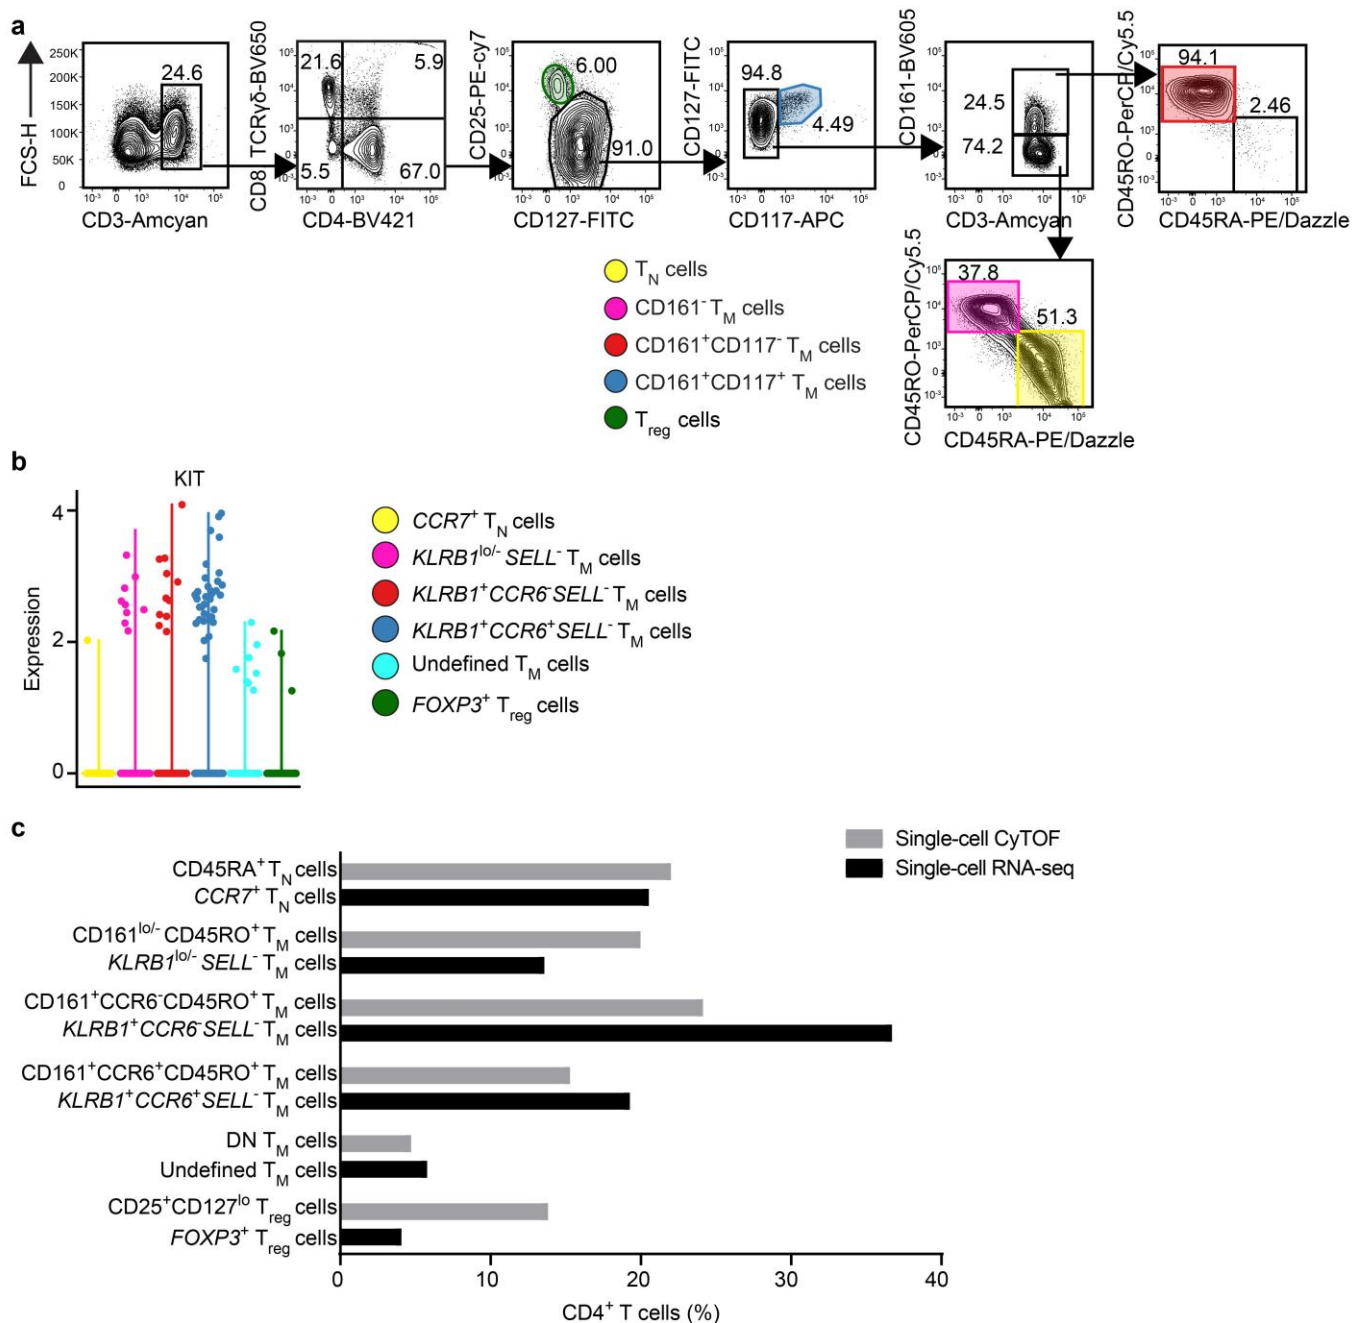 a
FCS-H
250K
200K
150K
100K
50K
0
24.6
-10³ 0 10³ 10⁴ 10⁵
CD3-Amcyan
CD8 TCRγδ-BV650
21.6
5.9
5.5
67.0
CD4-BV421
CD25-PE-cy7
6.00
91.0
CD127-FITC
CD127-FITC
94.8
4.49
CD117-APC
CD161-BV605
24.5
74.2
CD3-Amcyan
CD45RO-PerCP/Cy5.5
94.1
2.46
CD45RA-PE/Dazzle
CD45RO-PerCP/Cy5.5
37.8
51.3
CD45RA-PE/Dazzle
T_N cells
CD161⁻ T_M cells
CD161⁺CD117⁻ T_M cells
CD161⁺CD117⁺ T_M cells
T_reg cells
b
KIT
Expression
4
2
0
CCR7⁺ T_N cells
KLRB1^lo/- SELL⁻ T_M cells
KLRB1⁺CCR6⁻SELL⁻ T_M cells
KLRB1⁺CCR6⁺SELL⁻ T_M cells
Undefined T_M cells
FOXP3⁺ T_reg cells
c
Single-cell CyTOF
Single-cell RNA-seq
CD45RA⁺ T_N cells
CCR7⁺ T_N cells
CD161^lo/- CD45RO⁺ T_M cells
KLRB1^lo/- SELL⁻ T_M cells
CD161⁺CCR6⁻CD45RO⁺ T_M cells
KLRB1⁺CCR6⁻SELL⁻ T_M cells
CD161⁺CCR6⁺CD45RO⁺ T_M cells
KLRB1⁺CCR6⁺SELL⁻ T_M cells
DN T_M cells
Undefined T_M cells
CD25⁺CD127^lo T_reg cells
FOXP3⁺ T_reg cells
0 10 20 30 40
CD4⁺ T cells (%)